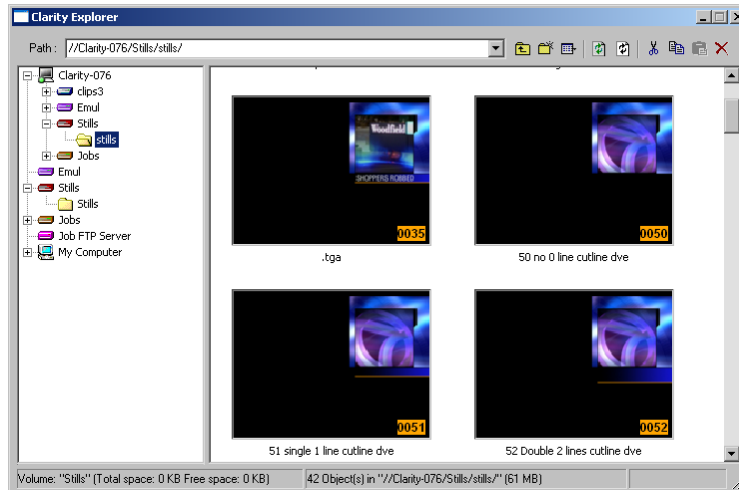 Clarity Explorer
Path : //Clarity-076/Stills/stills/
Clarity-076
clips3
Emul
Stills
stills
Jobs
Emul
Stills
Stills
Jobs
Job FTP Server
My Computer
Woodfield
SHOPPERS ROBBED
0035
.tga
0050
50 no 0 line cutline dve
0051
51 single 1 line cutline dve
0052
52 Double 2 lines cutline dve
Volume: "Stills" (Total space: 0 KB Free space: 0 KB)
42 Object(s) in "//Clarity-076/Stills/stills/" (61 MB)